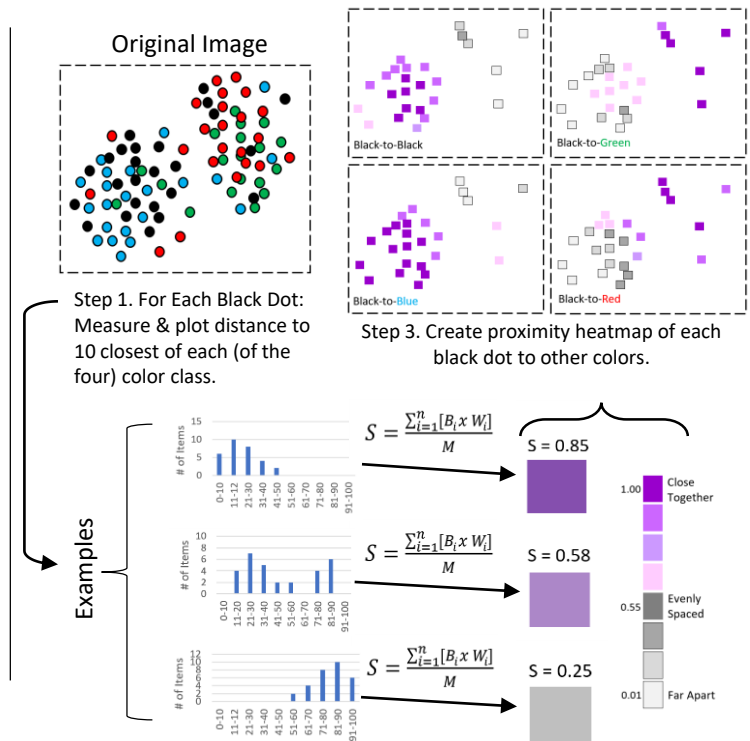 Original Image
Black-to-Black
Black-to-Green
Black-to-Blue
Black-to-Red
Step 1. For Each Black Dot:
Measure & plot distance to
10 closest of each (of the
four) color class.
Step 3. Create proximity heatmap of each
black dot to other colors.
Examples
# of Items
15
10
5
0
0-10
11-12
21-30
31-40
41-50
51-60
61-70
71-80
81-90
91-100
S = ∑ⁿᵢ₌₁[Bᵢ x Wᵢ] / M
S = 0.85
# of Items
10
8
6
4
2
0
0-10
11-20
21-30
31-40
41-50
51-60
61-70
71-80
81-90
91-100
S = ∑ⁿᵢ₌₁[Bᵢ x Wᵢ] / M
S = 0.58
# of Items
12
10
8
6
4
2
0
0-10
11-12
21-30
31-40
41-50
51-60
61-70
71-80
81-90
91-100
S = ∑ⁿᵢ₌₁[Bᵢ x Wᵢ] / M
S = 0.25
1.00
Close
Together
0.55
Evenly
Spaced
0.01
Far Apart